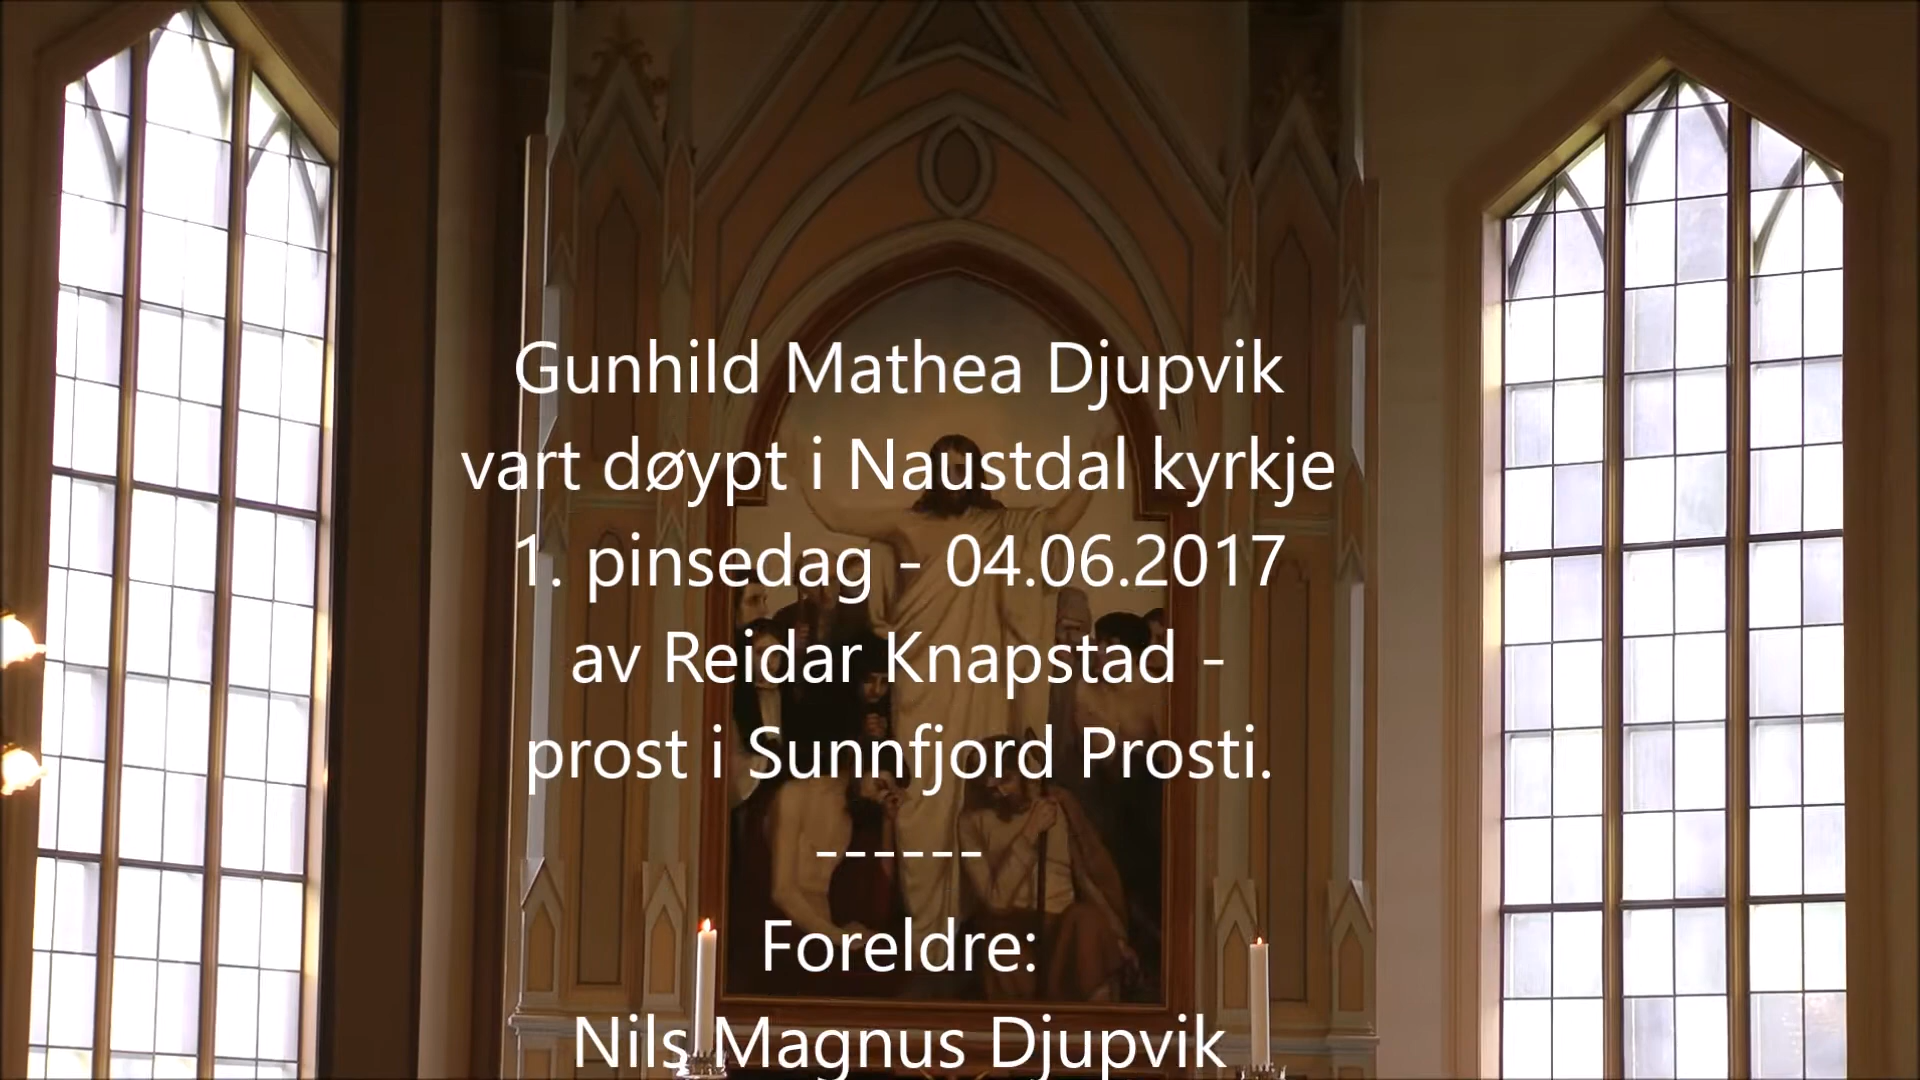 Gunhild Mathea Djupvik
vart døypt i Naustdal kyrkje
1. pinsedag - 04.06.2017
av Reidar Knapstad -
prost i Sunnfjord Prosti.
------
Foreldre:
Nils Magnus Djupvik